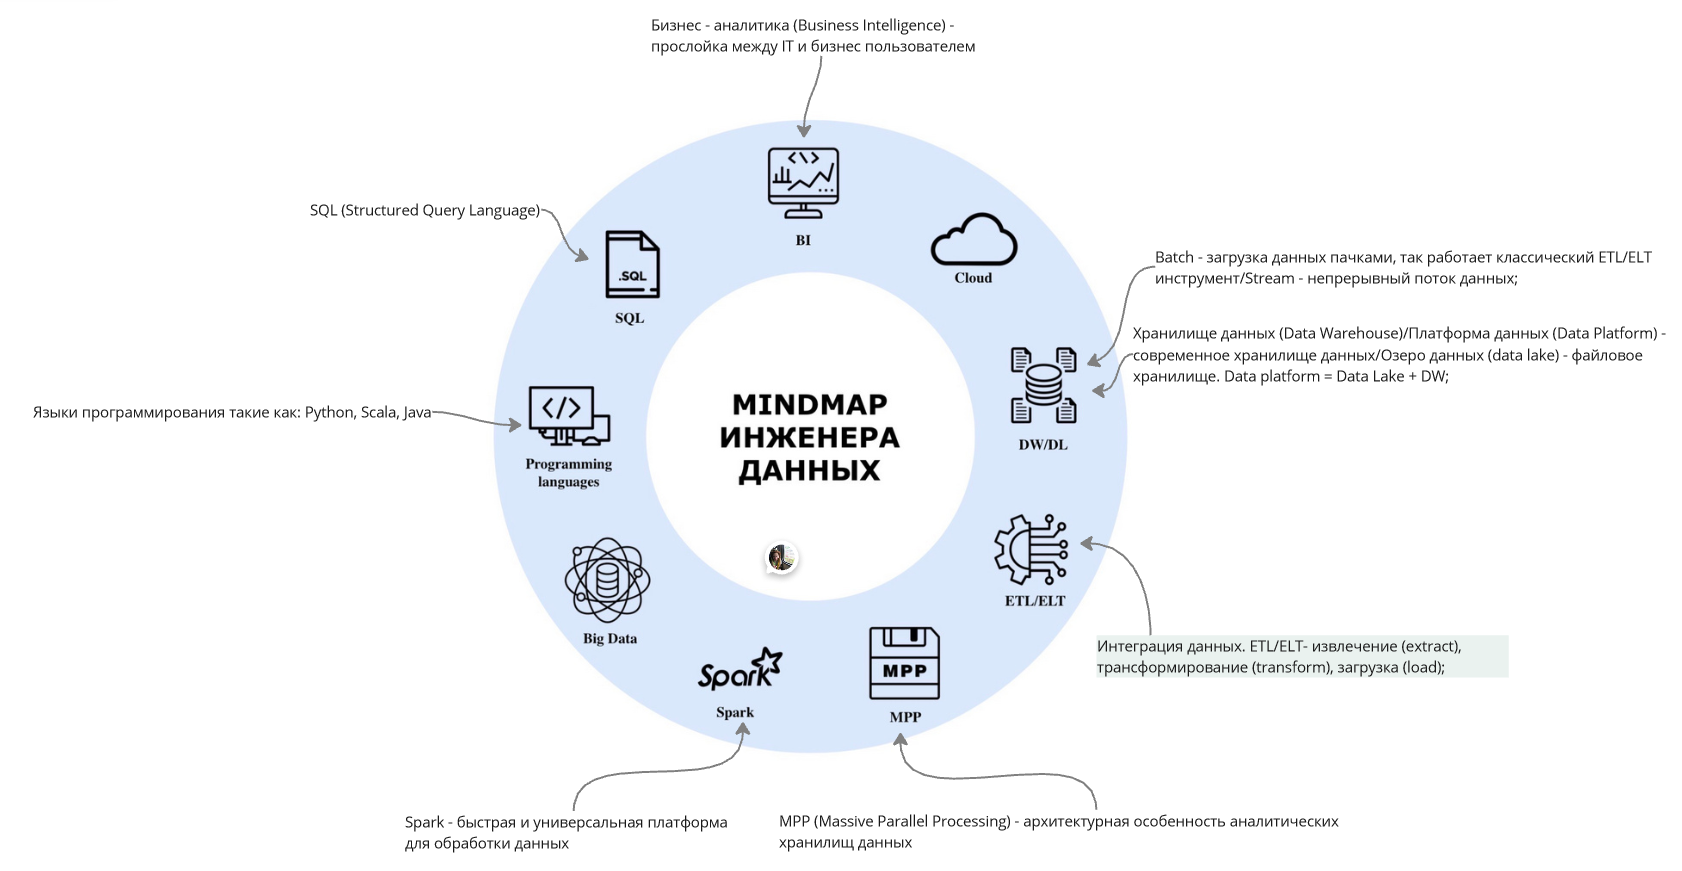 Бизнес - аналитика (Business Intelligence) -
прослойка между IT и бизнес пользователем
BI
Cloud
SQL (Structured Query Language)
.SQL
SQL
Batch - загрузка данных пачками, так работает классический ETL/ELT
инструмент/Stream - непрерывный поток данных;
Хранилище данных (Data Warehouse)/Платформа данных (Data Platform) -
современное хранилище данных/Озеро данных (data lake) - файловое
хранилище. Data platform = Data Lake + DW;
DW/DL
Языки программирования такие как: Python, Scala, Java
Programming
languages
MINDMAP
ИНЖЕНЕРА
ДАННЫХ
ETL/ELT
Интеграция данных. ETL/ELT- извлечение (extract),
трансформирование (transform), загрузка (load);
Big Data
Spark
Spark
MPP
MPP
Spark - быстрая и универсальная платформа
для обработки данных
MPP (Massive Parallel Processing) - архитектурная особенность аналитических
хранилищ данных